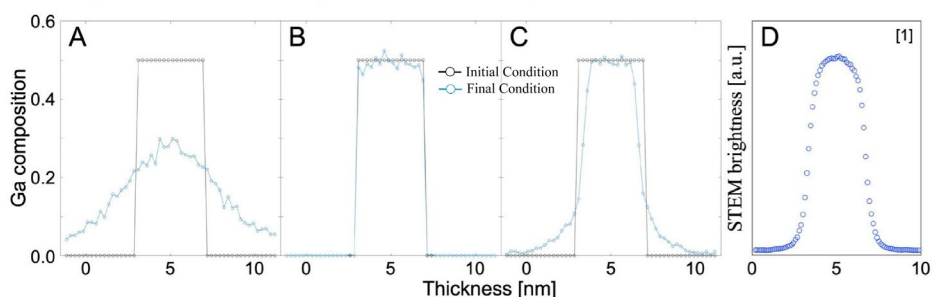 A
B
C
D
[1]
Ga composition
0.6
0.4
0.2
0.0
Initial Condition
Final Condition
STEM brightness [a.u.]
0 5 10 0 5 10 0 5 10 0 5 10
Thickness [nm]